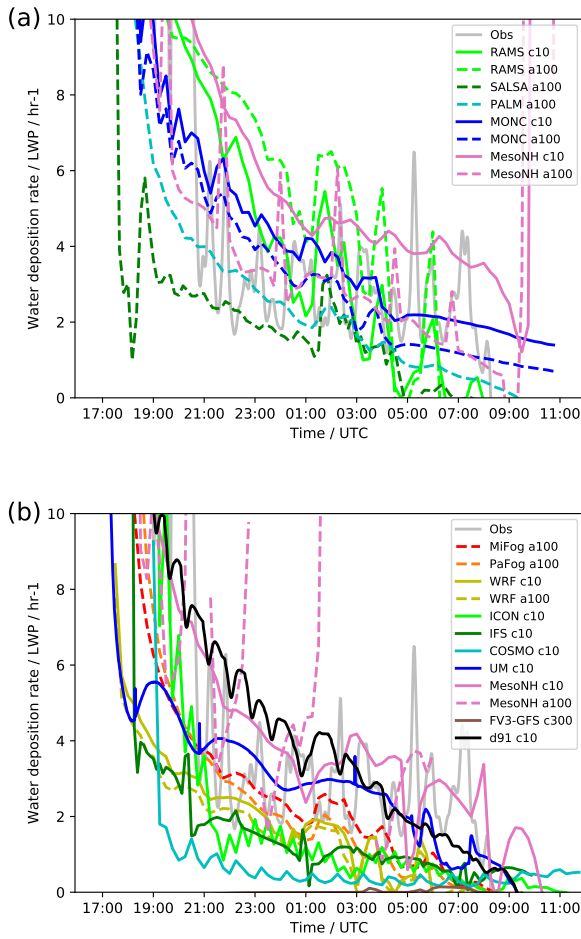 (a)
10
8
6
4
2
0
Water deposition rate / LWP / hr-1
Obs
RAMS c10
RAMS a100
SALSA a100
PALM a100
MONC c10
MONC a100
MesoNH c10
MesoNH a100
17:00 19:00 21:00 23:00 01:00 03:00 05:00 07:00 09:00 11:00
Time / UTC
(b)
10
8
6
4
2
0
Water deposition rate / LWP / hr-1
Obs
MiFog a100
PaFog a100
WRF c10
WRF a100
ICON c10
IFS c10
COSMO c10
UM c10
MesoNH c10
MesoNH a100
FV3-GFS c300
d91 c10
17:00 19:00 21:00 23:00 01:00 03:00 05:00 07:00 09:00 11:00
Time / UTC